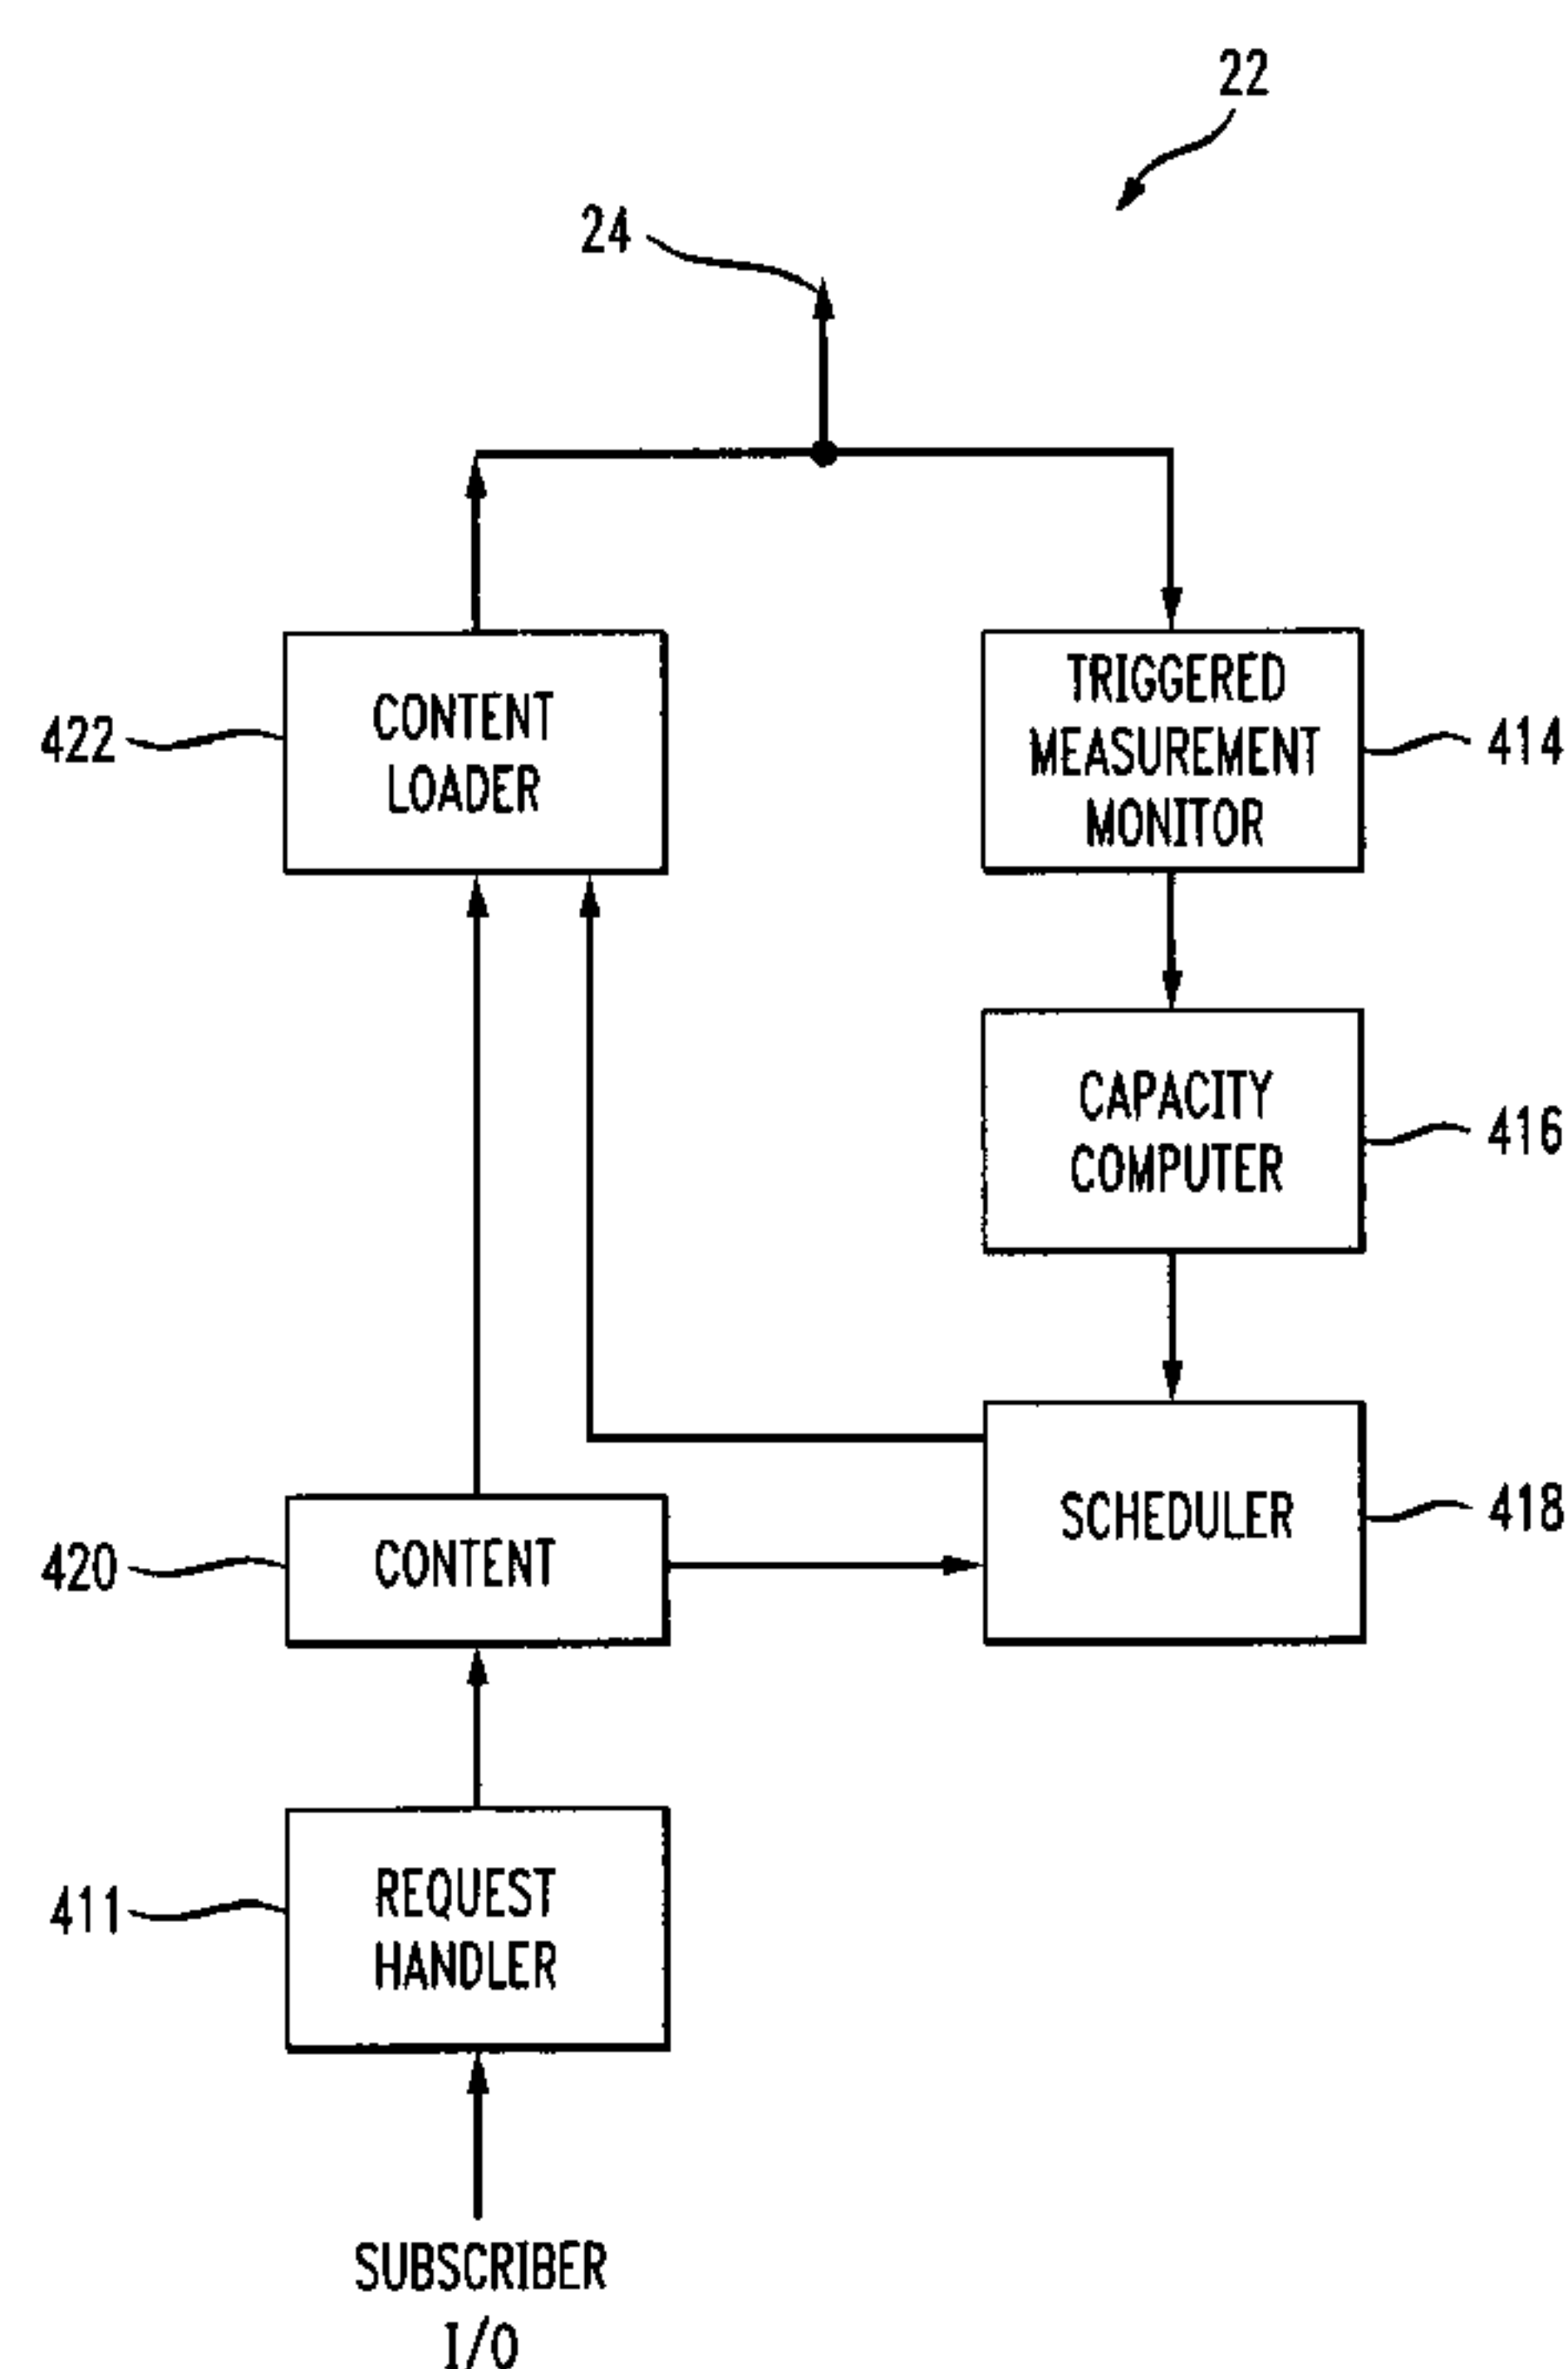 22
24
CONTENT
LOADER
422
TRIGGERED
MEASUREMENT
MONITOR
414
CAPACITY
COMPUTER
416
SCHEDULER
418
CONTENT
420
REQUEST
HANDLER
411
SUBSCRIBER
I/O